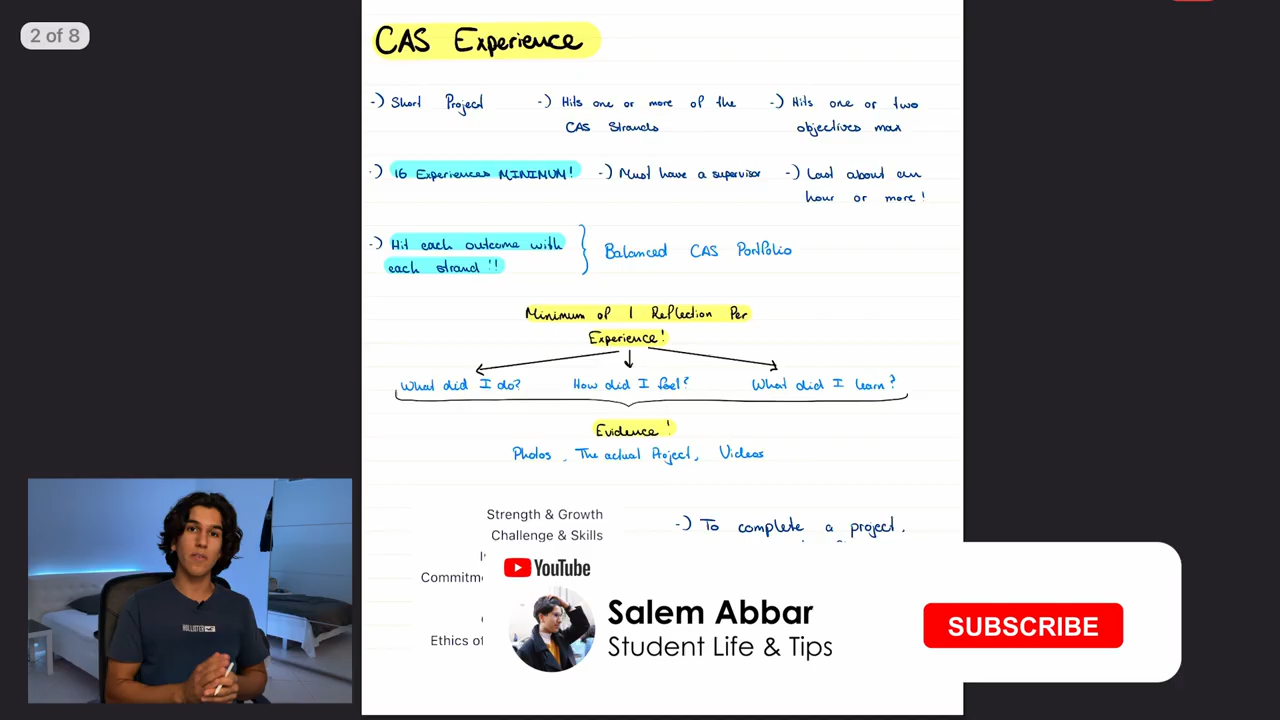 2 of 8
CAS Experience
-) Short Project
-) Hits one or more of the
CAS Strands
-) Hits one or two
objectives max
-) 16 Experiences MINIMUM!
-) Must have a supervisor
-) Last about an
hour or more!
-) Hit each outcome with
each strand!!
Balanced CAS Portfolio
Minimum of 1 Reflection Per
Experience!
What did I do?
How did I feel?
What did I learn?
Evidence!
Photos, The actual Project, Videos
Strength & Growth
Challenge & Skills
Ethics of
-) To complete a project.
YouTube
Salem Abbar
Student Life & Tips
SUBSCRIBE
HOLLISTER